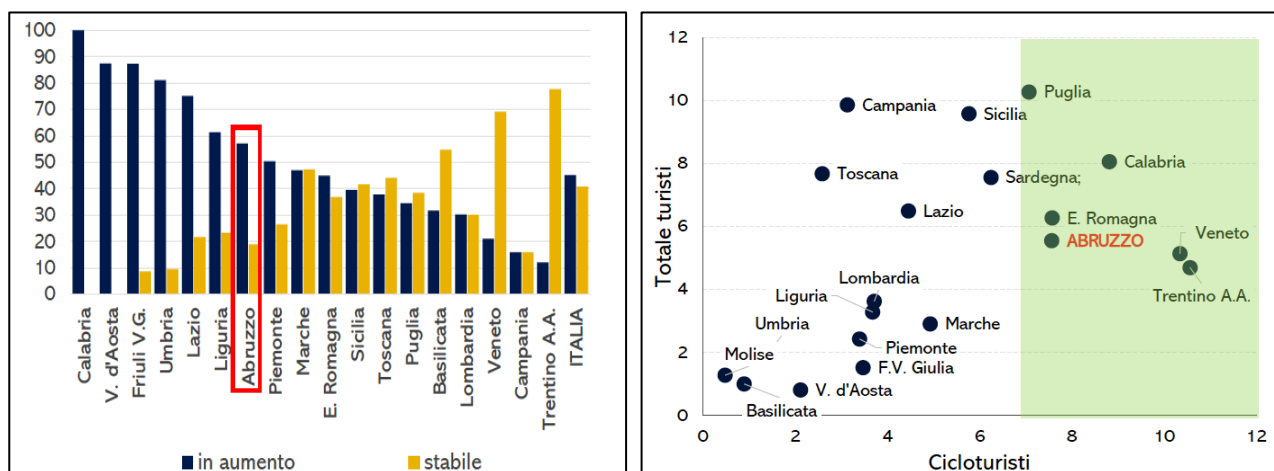 100
90
80
70
60
50
40
30
20
10
0
Calabria
V. d'Aosta
Friuli V.G.
Umbria
Lazio
Liguria
Abruzzo
Piemonte
Marche
E. Romagna
Sicilia
Toscana
Puglia
Basilicata
Lombardia
Veneto
Campania
Trentino A.A.
ITALIA
in aumento
stabile
Totale turisti
12
10
8
6
4
2
0
Puglia
Campania
Sicilia
Calabria
Toscana
Sardegna;
Lazio
E. Romagna
ABRUZZO
Veneto
Trentino A.A.
Lombardia
Liguria
Umbria
Marche
Piemonte
Molise
F.V. Giulia
V. d'Aosta
Basilicata
0 2 4 6 8 10 12
Cicloturisti